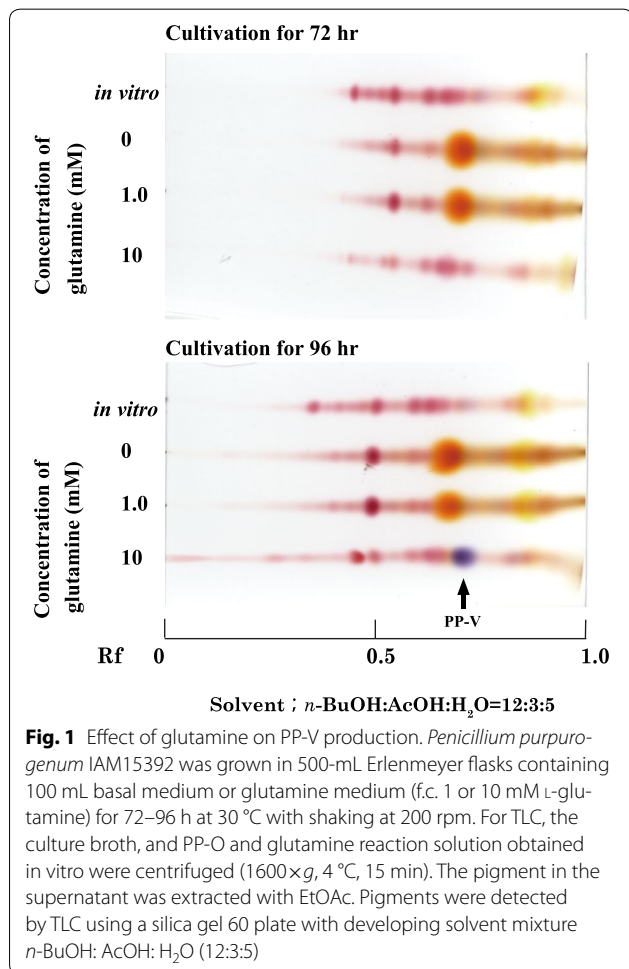 Cultivation for 72 hr
Concentration of
glutamine (mM)
in vitro
0
1.0
10
Cultivation for 96 hr
Concentration of
glutamine (mM)
in vitro
0
1.0
10
PP-V
Rf 0 0.5 1.0
Solvent ; n-BuOH:AcOH:H₂O=12:3:5
Fig. 1 Effect of glutamine on PP-V production. Penicillium purpuro-
genum IAM15392 was grown in 500-mL Erlenmeyer flasks containing
100 mL basal medium or glutamine medium (f.c. 1 or 10 mM L-glu-
tamine) for 72–96 h at 30 °C with shaking at 200 rpm. For TLC, the
culture broth, and PP-O and glutamine reaction solution obtained
in vitro were centrifuged (1600×g, 4 °C, 15 min). The pigment in the
supernatant was extracted with EtOAc. Pigments were detected
by TLC using a silica gel 60 plate with developing solvent mixture
n-BuOH: AcOH: H₂O (12:3:5)